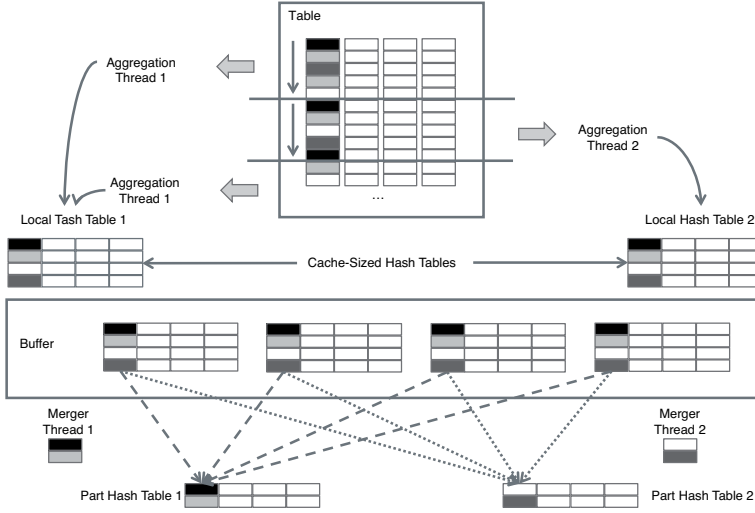 Table
Aggregation
Thread 1
Aggregation
Thread 2
Aggregation
Thread 1
...
Local Tash Table 1
Local Hash Table 2
Cache-Sized Hash Tables
Buffer
Merger
Thread 1
Merger
Thread 2
Part Hash Table 1
Part Hash Table 2